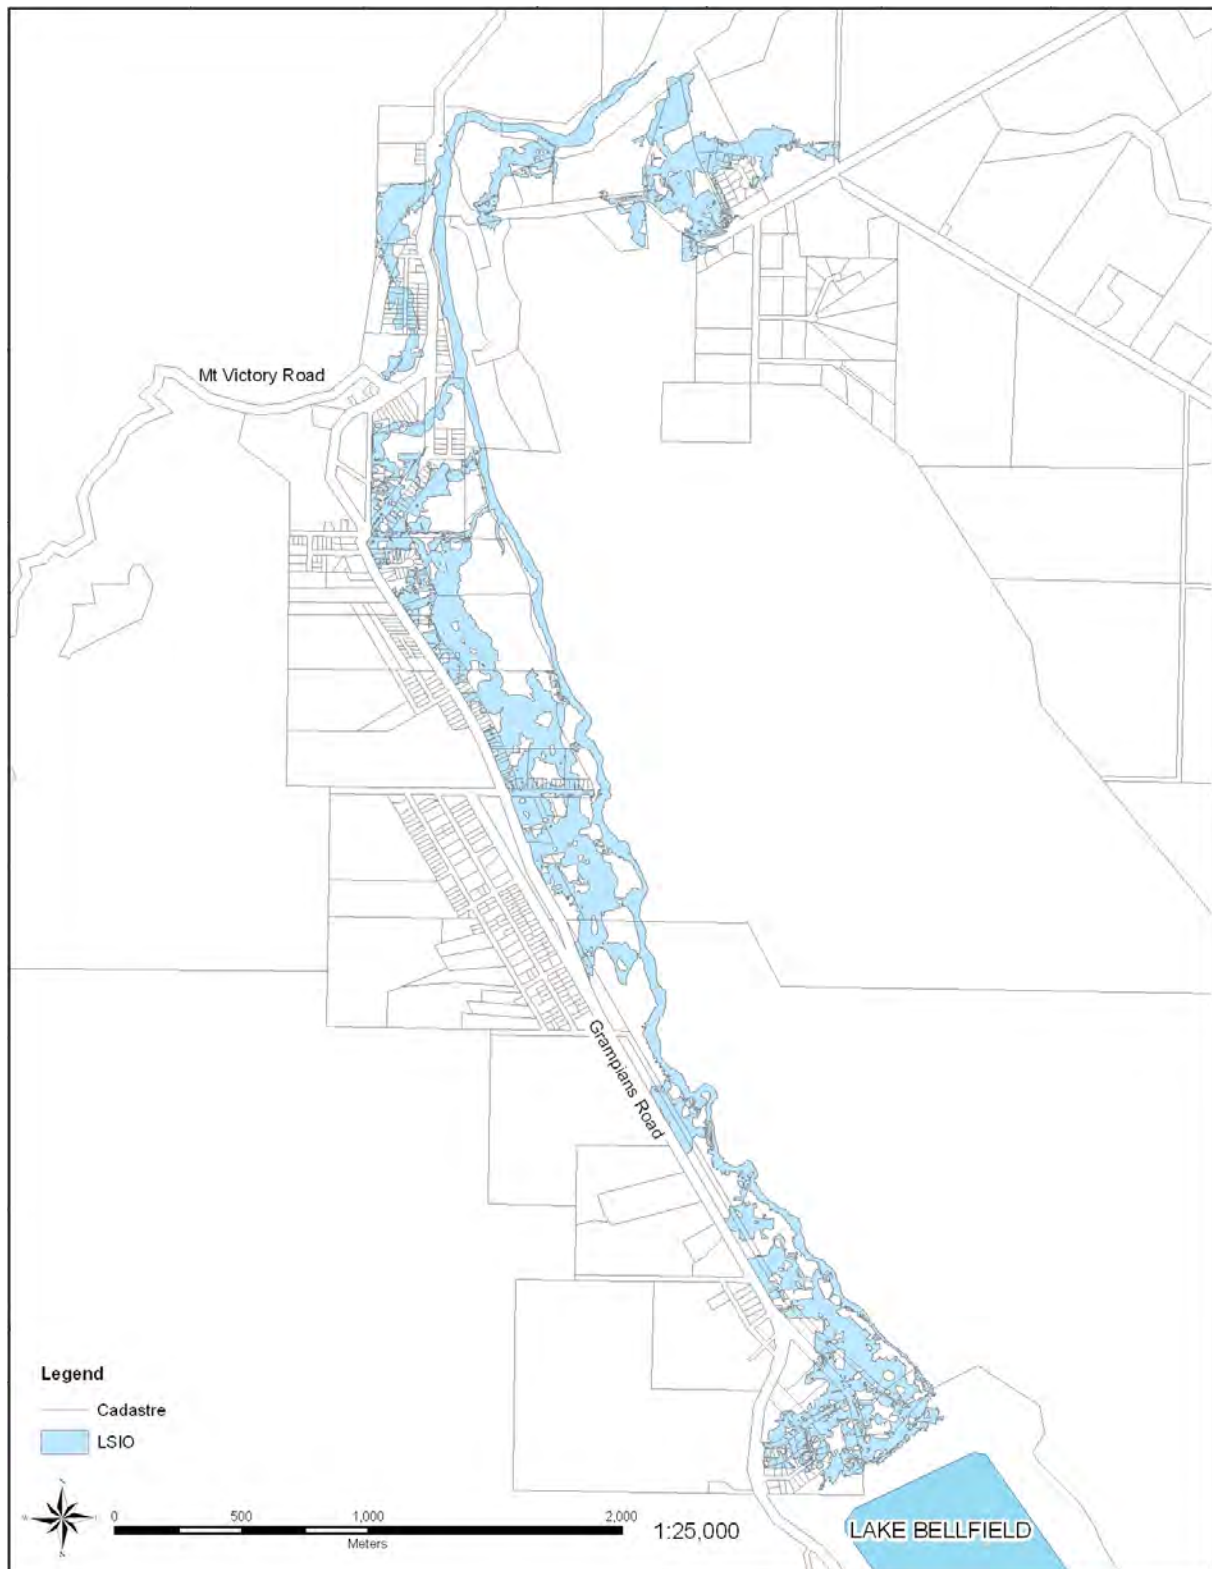 Mt Victory Road
Grampians Road
Legend
Cadastre
LSIO
N
W
E
S
0 500 1,000 2,000
Meters
1:25,000
LAKE BELLFIELD